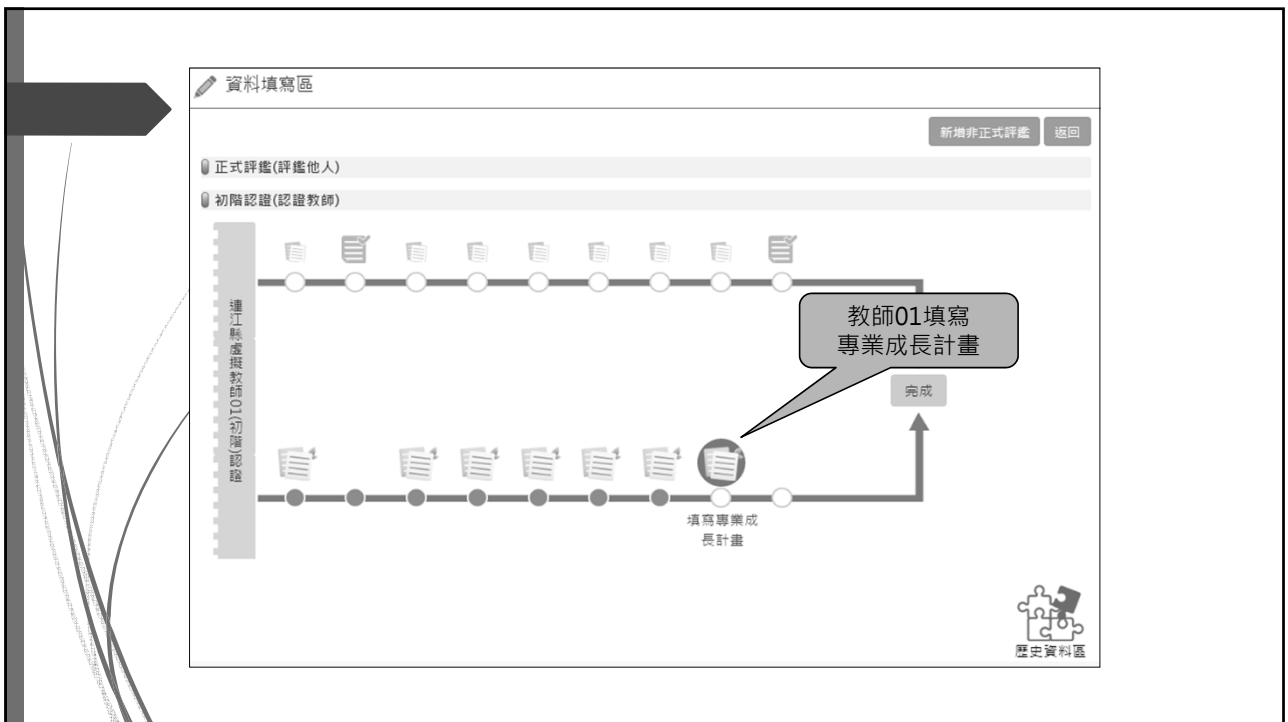 資料填寫區
新增非正式評鑑
返回
正式評鑑(評鑑他人)
初階認證(認證教師)
連江縣虛擬教師01(初階)認證
教師01填寫
專業成長計畫
完成
填寫專業成
長計畫
歷史資料區